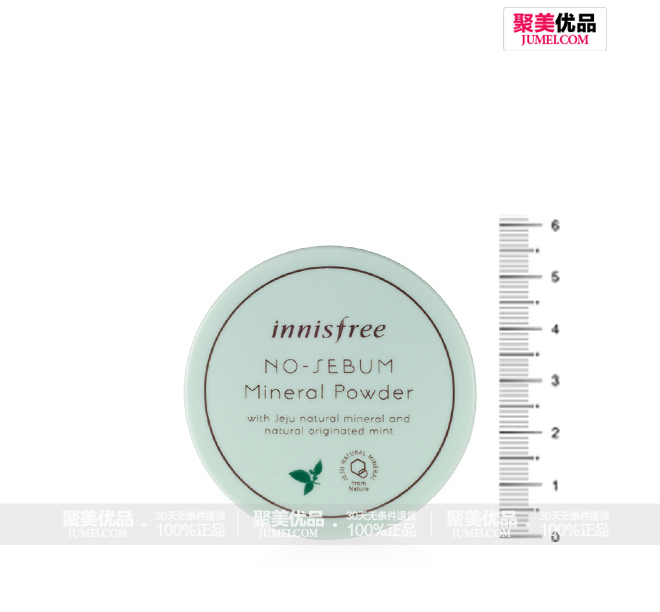 聚美优品
JUMEI.COM
6
5
innisfree
4
NO-SEBUM
Mineral Powder
3
with Jeju natural mineral and
natural originated mint
2
JEJU NATURAL MINERAL
From
Nature
1
聚美优品 · 30天无条件退货 聚美优品 · 30天无条件退货 聚美优品 · 30天无条件退货
JUMEI.COM 100%正品 JUMEI.COM 100%正品 JUMEI.COM 100%正品
0